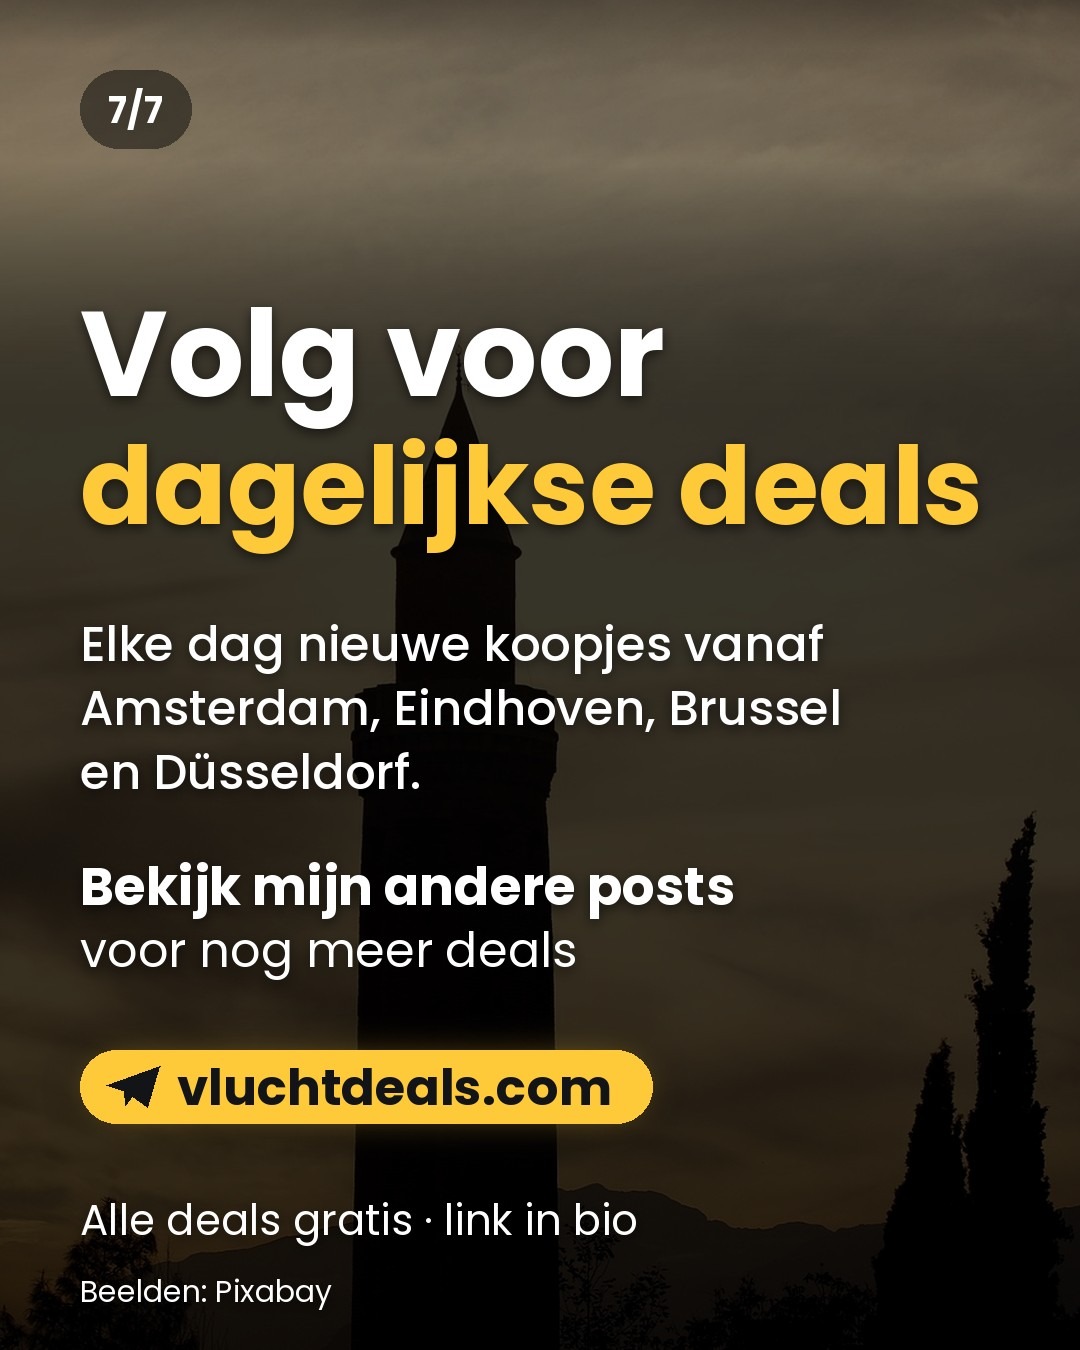 7/7
Volg voor
dagelijkse deals
Elke dag nieuwe koopjes vanaf
Amsterdam, Eindhoven, Brussel
en Düsseldorf.
Bekijk mijn andere posts
voor nog meer deals
vluchtdeals.com
Alle deals gratis · link in bio
Beelden: Pixabay